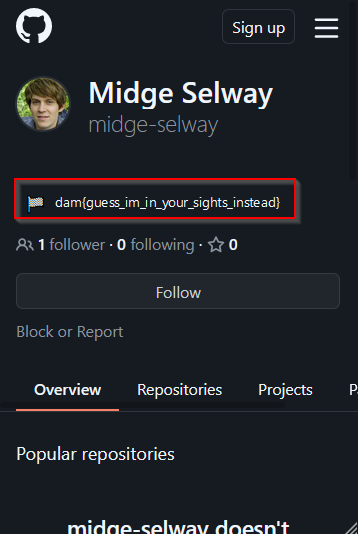 Sign up
Midge Selway
midge-selway
dam{guess_im_in_your_sights_instead}
1 follower · 0 following · 0
Follow
Block or Report
Overview Repositories Projects
Popular repositories
midge-selway doesn't